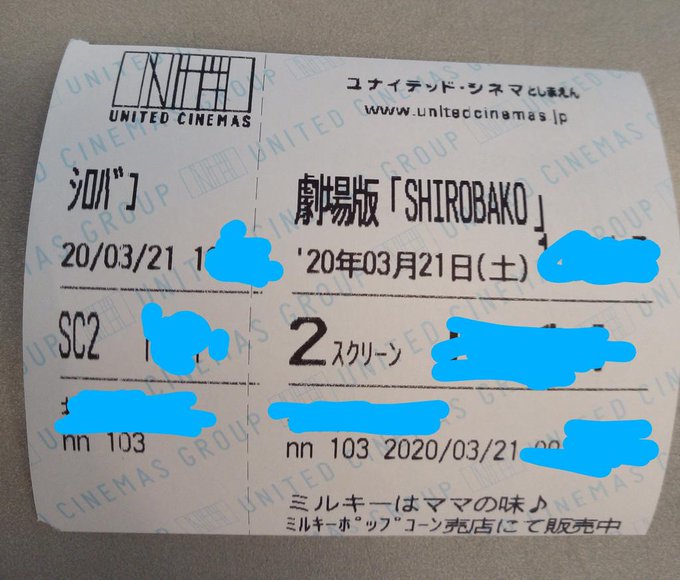 UNITED CINEMAS
ユナイテッド・シネマとしまえん
www.unitedcinemas.jp
シロバコ
劇場版「SHIROBAKO」
20/03/21 1
'20年03月21日(土)
SC2
2スクリーン
nn 103
nn 103 2020/03/21
ミルキーはママの味♪
ミルキーポップコーン売店にて販売中
UNITED CINEMAS GROUP